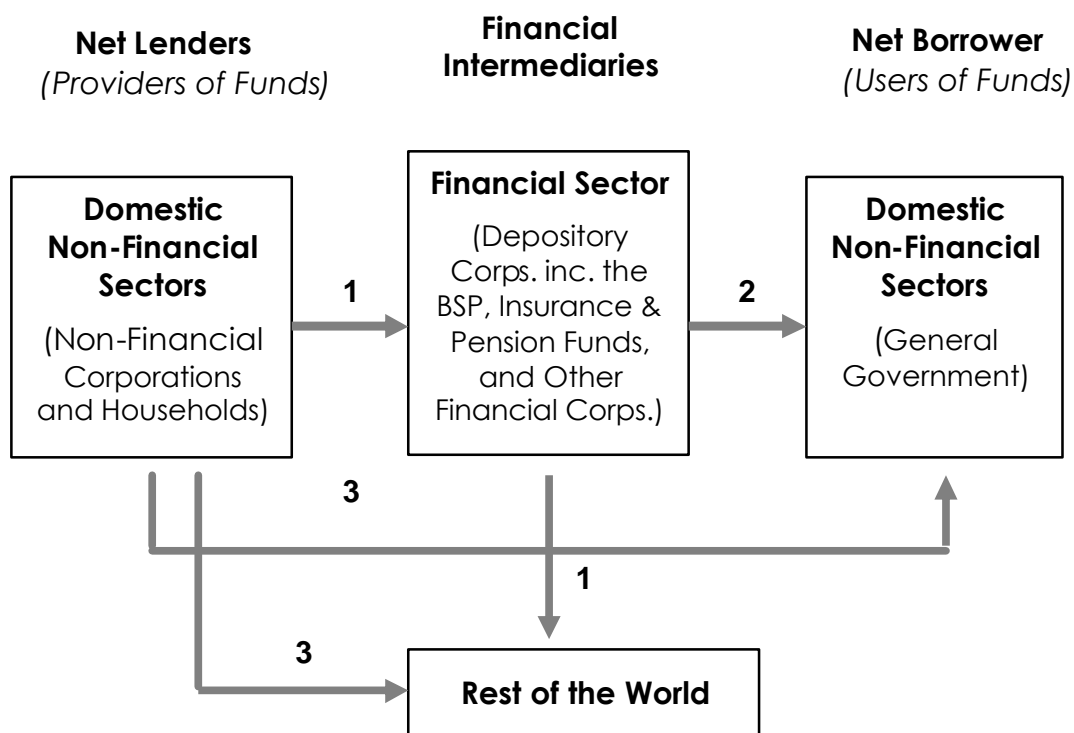 Net Lenders
(Providers of Funds)
Financial
Intermediaries
Net Borrower
(Users of Funds)
Domestic
Non-Financial
Sectors
(Non-Financial
Corporations
and Households)
1
Financial Sector
(Depository
Corps. inc. the
BSP, Insurance &
Pension Funds,
and Other
Financial Corps.)
2
Domestic
Non-Financial
Sectors
(General
Government)
3
1
3
Rest of the World